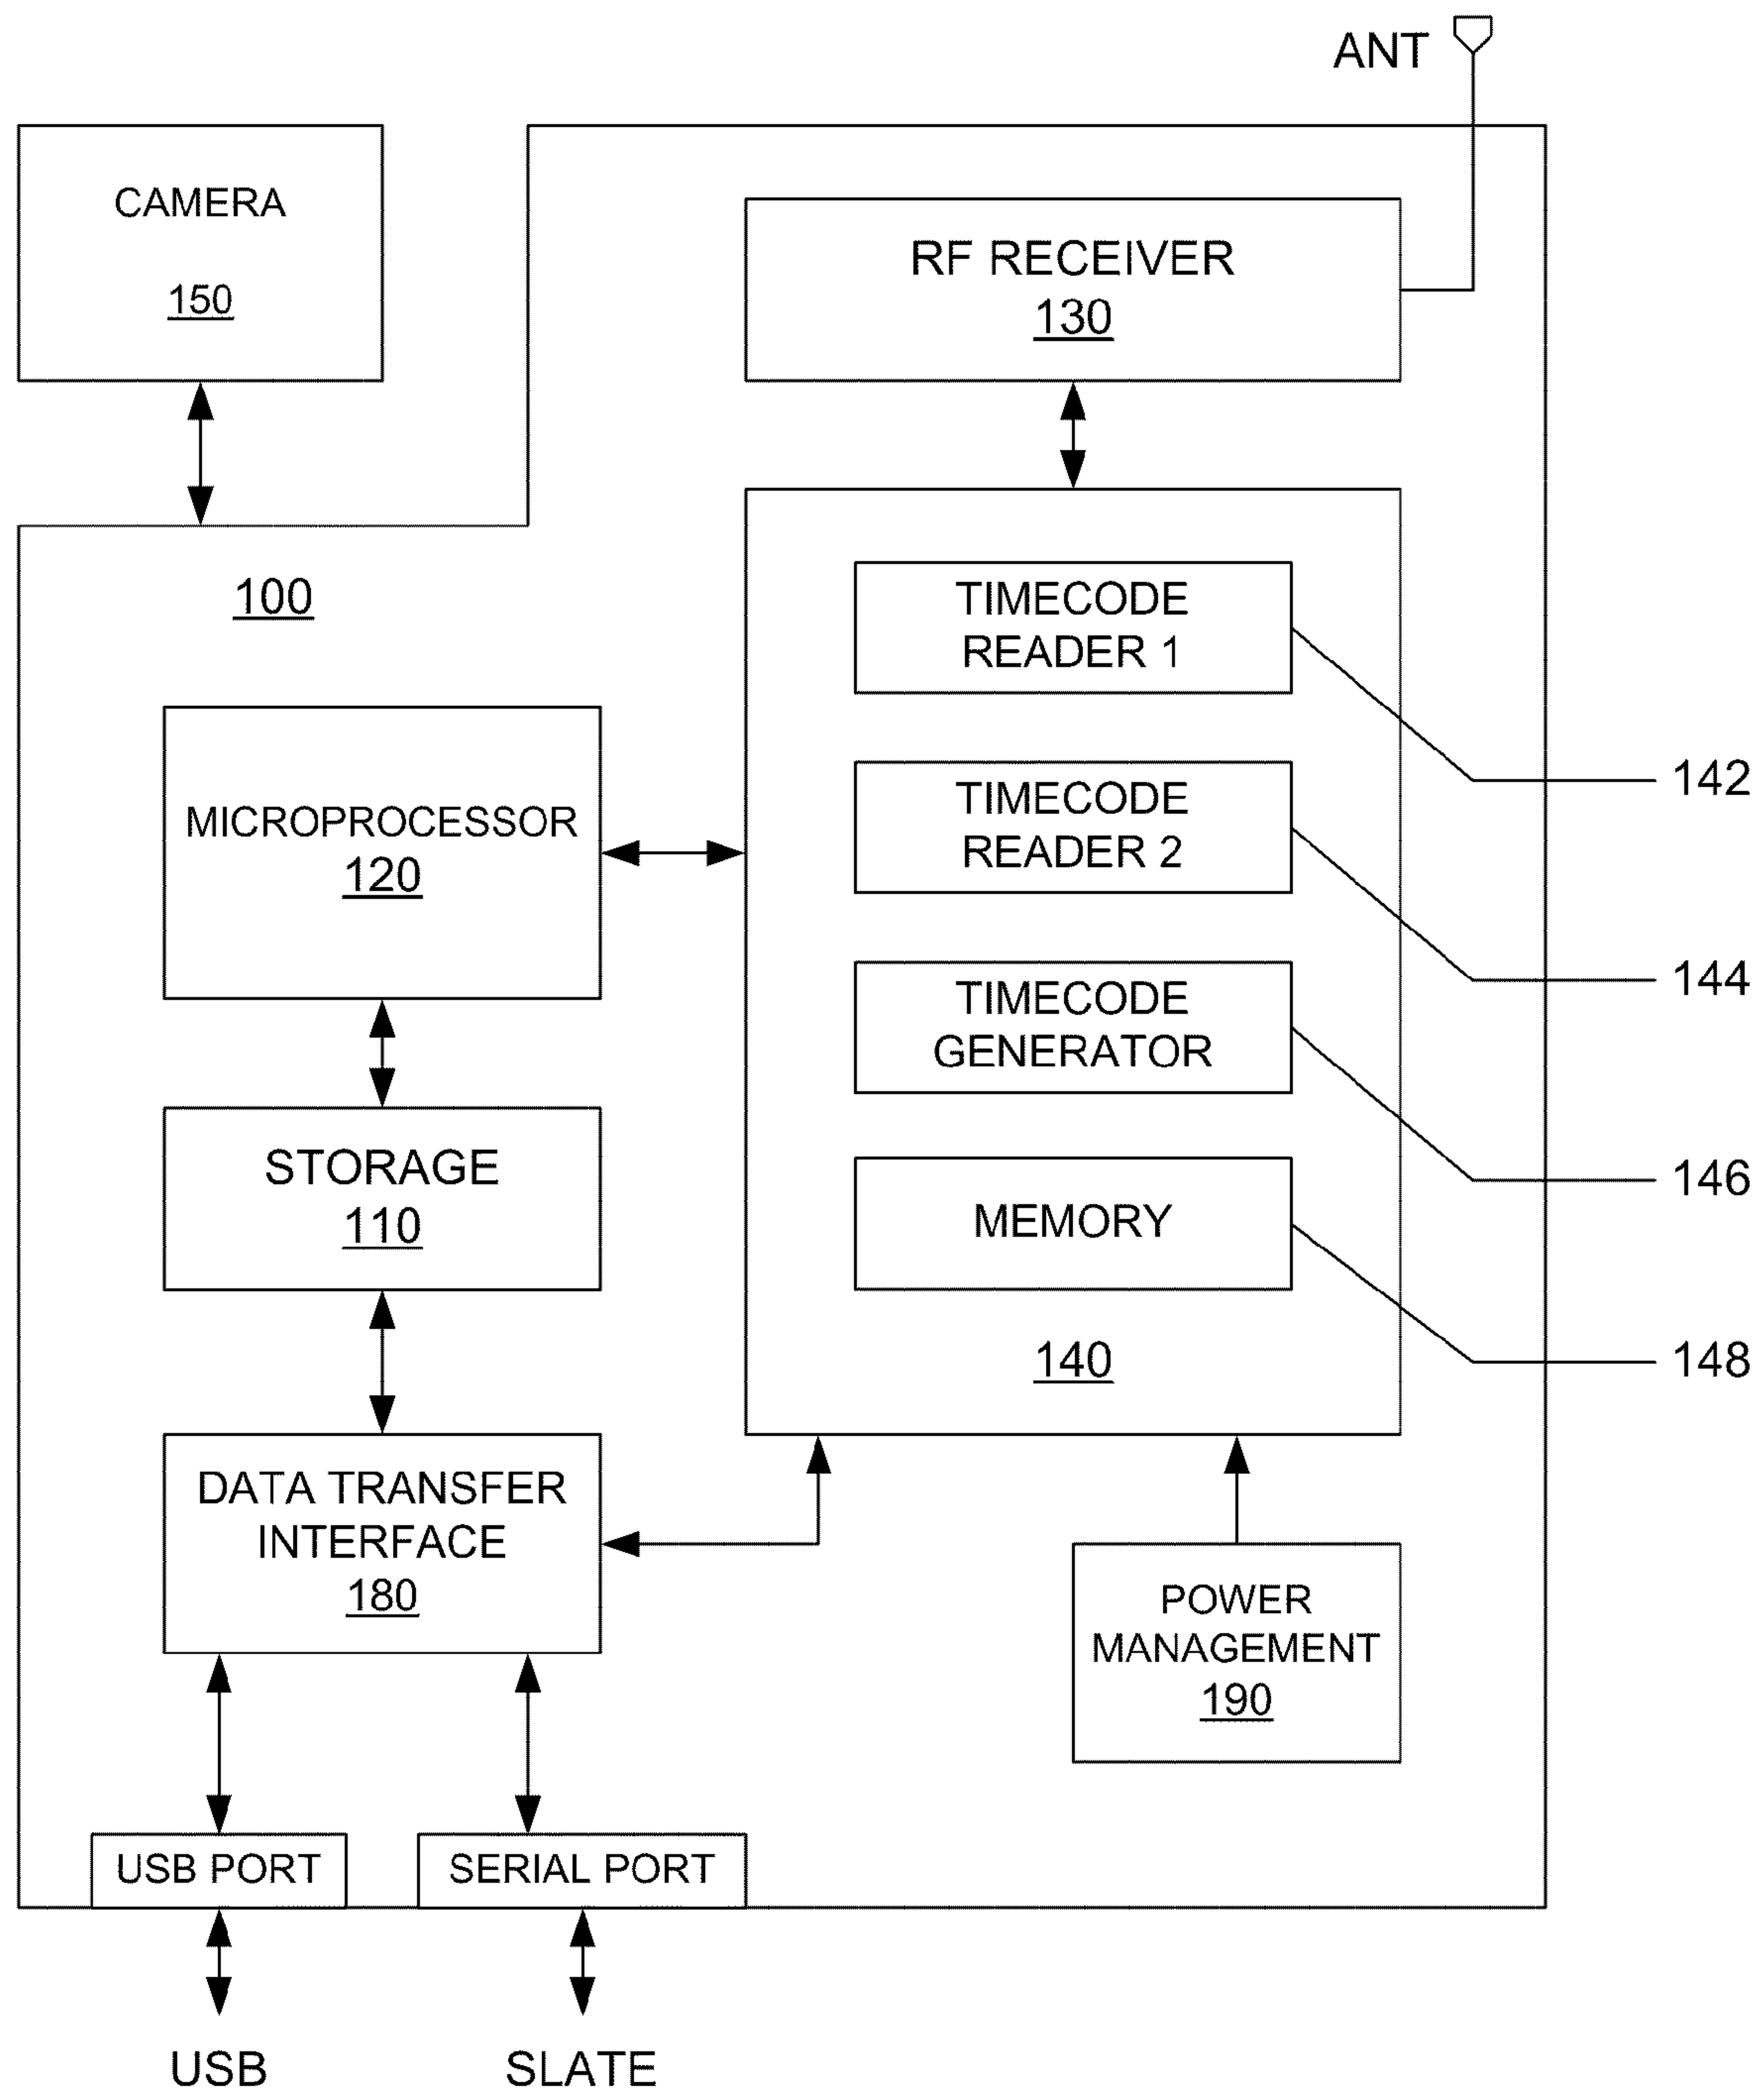 ANT
CAMERA
150
RF RECEIVER
130
100
TIMECODE
READER 1
142
MICROPROCESSOR
120
TIMECODE
READER 2
144
TIMECODE
GENERATOR
146
STORAGE
110
MEMORY
148
140
DATA TRANSFER
INTERFACE
180
POWER
MANAGEMENT
190
USB PORT
SERIAL PORT
USB
SLATE